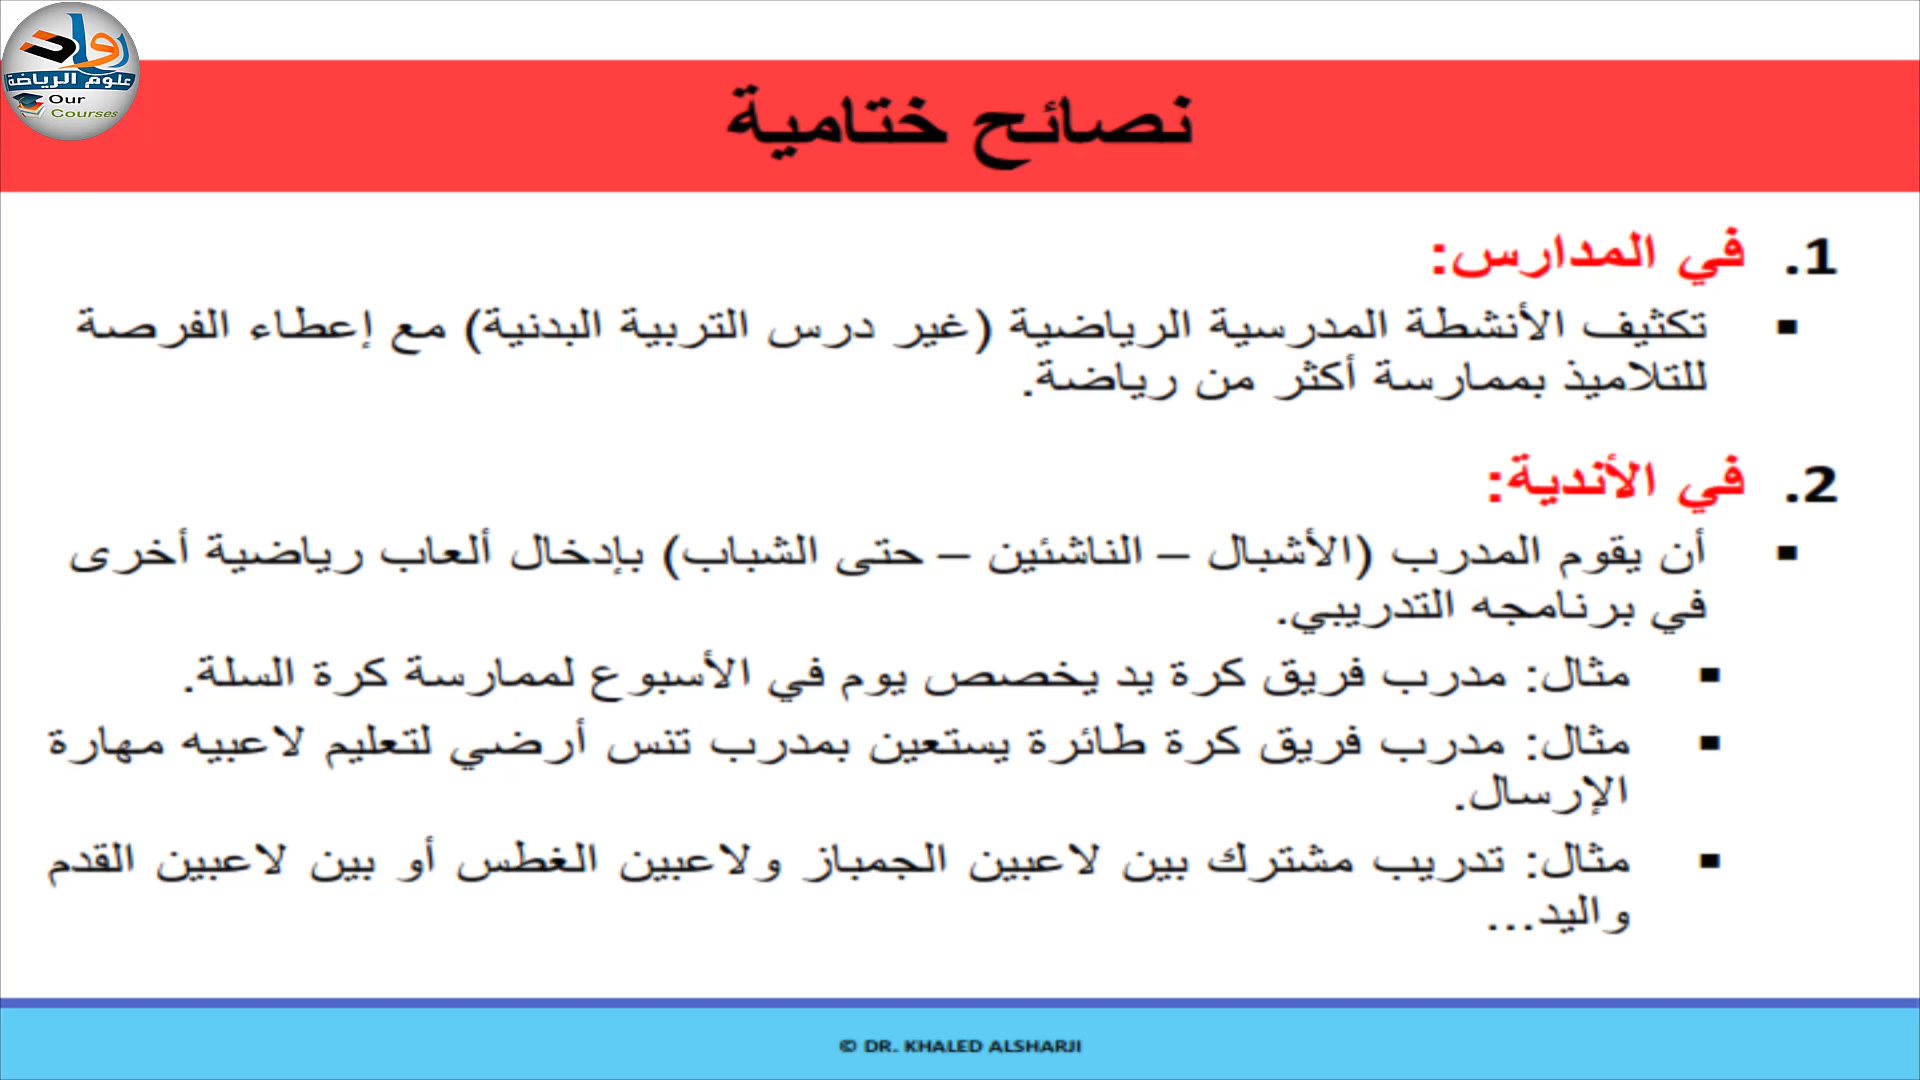 رواد
علوم الرياضة
Our
Courses
نصائح ختامية
1. في المدارس:
▪ تكثيف الأنشطة المدرسية الرياضية (غير درس التربية البدنية) مع إعطاء الفرصة
للتلاميذ بممارسة أكثر من رياضة.
2. في الأندية:
▪ أن يقوم المدرب (الأشبال – الناشئين – حتى الشباب) بإدخال ألعاب رياضية أخرى
في برنامجه التدريبي.
▪ مثال: مدرب فريق كرة يد يخصص يوم في الأسبوع لممارسة كرة السلة.
▪ مثال: مدرب فريق كرة طائرة يستعين بمدرب تنس أرضي لتعليم لاعبيه مهارة
الإرسال.
▪ مثال: تدريب مشترك بين لاعبين الجمباز ولاعبين الغطس أو بين لاعبين القدم
واليد...
© DR. KHALED ALSHARJI